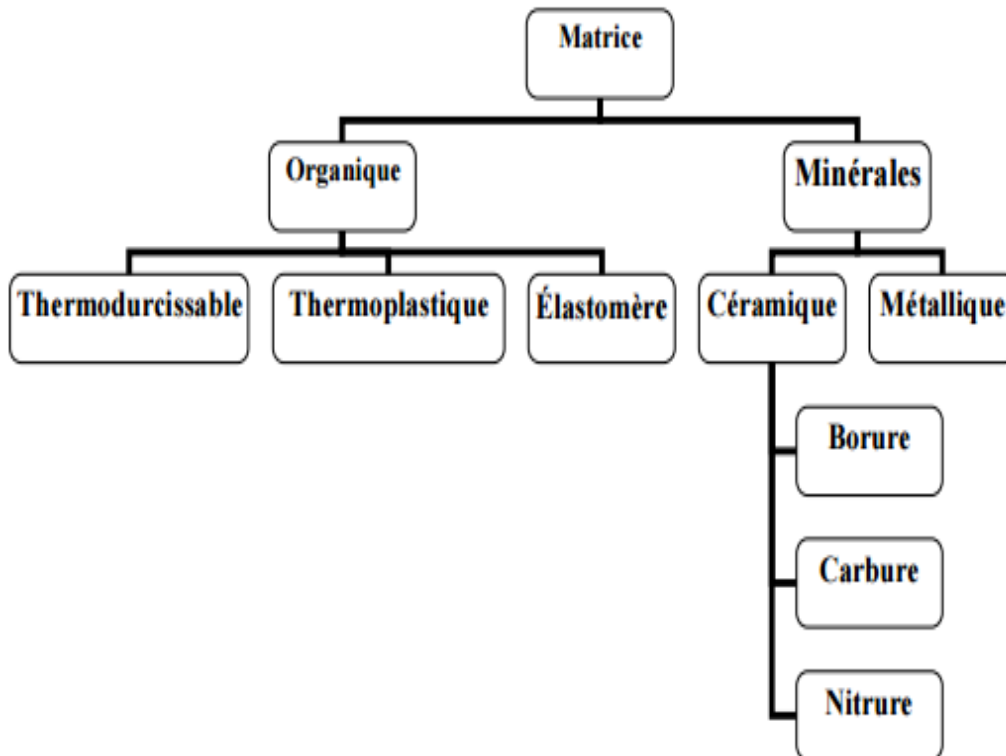 Matrice
Organique
Minérales
Thermodurcissable
Thermoplastique
Élastomère
Céramique
Métallique
Borure
Carbure
Nitrure